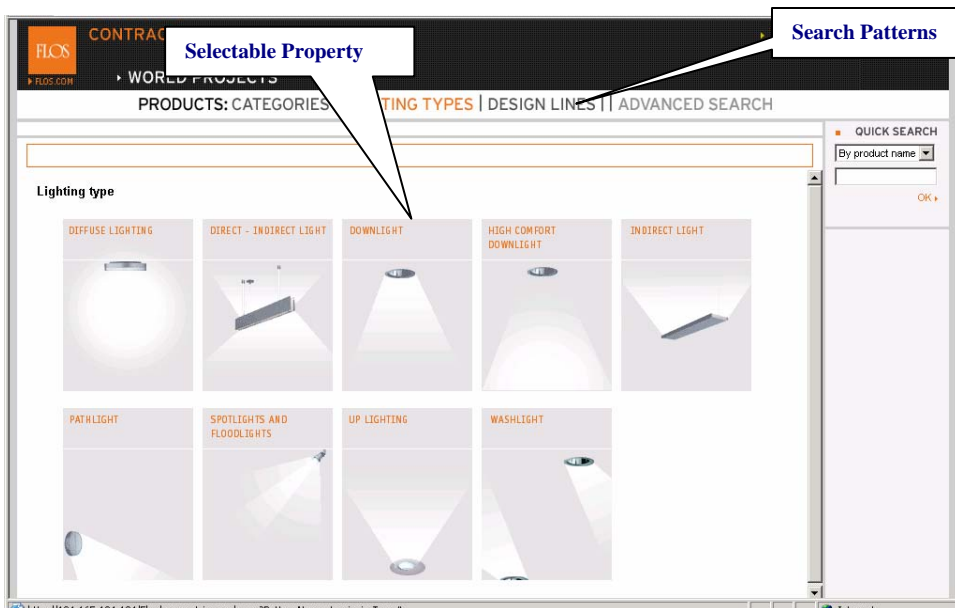 CONTRAC
Selectable Property
Search Patterns
FLOS
FLOS.COM
WORLD PROJECTS
PRODUCTS: CATEGORIES TING TYPES | DESIGN LINES | | ADVANCED SEARCH
QUICK SEARCH
By product name
OK
Lighting type
DIFFUSE LIGHTING
DIRECT - INDIRECT LIGHT
DOWNLIGHT
HIGH COMFORT
DOWNLIGHT
INDIRECT LIGHT
PATHLIGHT
SPOTLIGHTS AND
FLOODLIGHTS
UP LIGHTING
WASHLIGHT